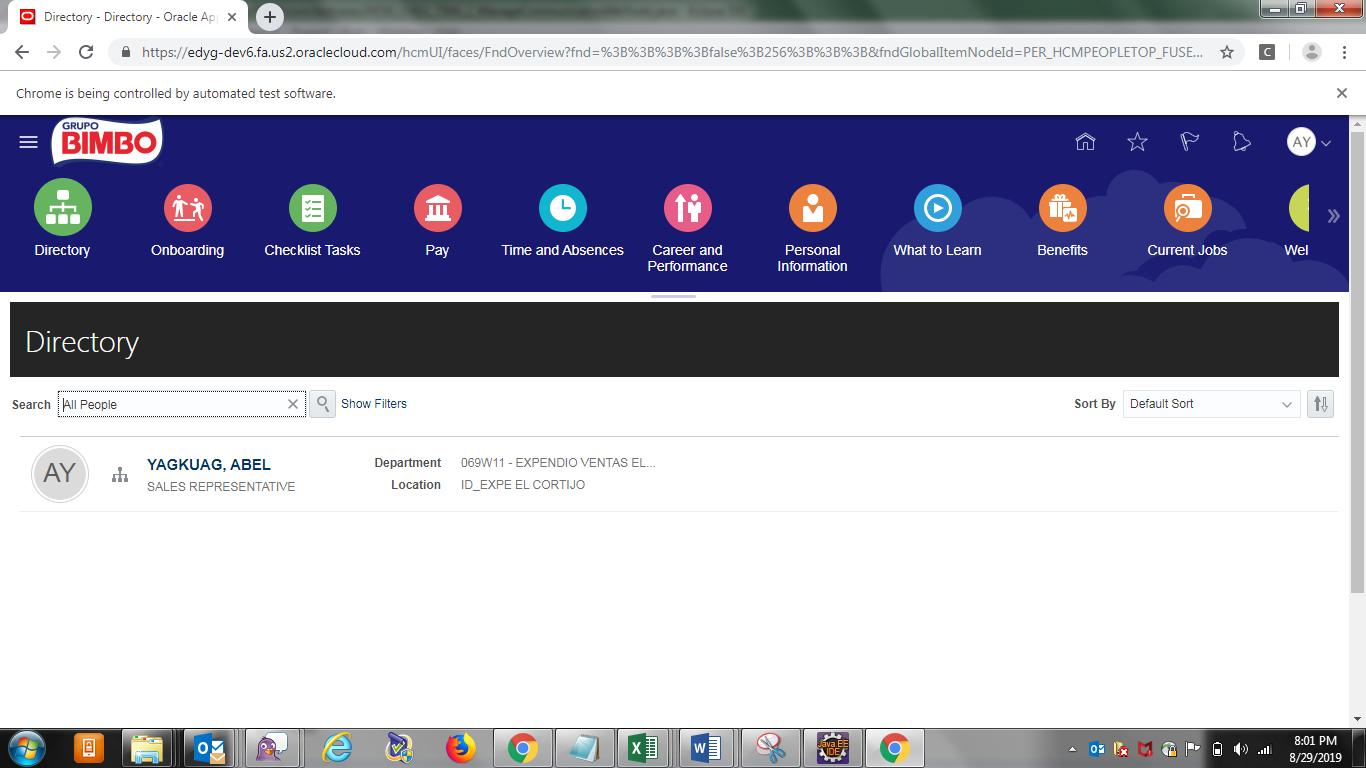 Directory - Directory - Oracle Ap
https://edyg-dev6.fa.us2.oraclecloud.com/hcmUI/faces/FndOverview?fnd=%3B%3B%3B%3Bfalse%3B256%3B%3B%3B&fndGlobalItemNodeId=PER_HCMPEOPLETOP_FUSE...
C
Chrome is being controlled by automated test software.
GRUPO
BIMBO
AY
Directory
Onboarding
Checklist Tasks
Pay
Time and Absences
Career and
Performance
Personal
Information
What to Learn
Benefits
Current Jobs
Wel
Directory
Search
All People
Show Filters
Sort By
Default Sort
AY
YAGKUAG, ABEL
SALES REPRESENTATIVE
Department
069W11 - EXPENDIO VENTAS EL...
Location
ID_EXPE EL CORTIJO
Java EE
IDE
8:01 PM
8/29/2019